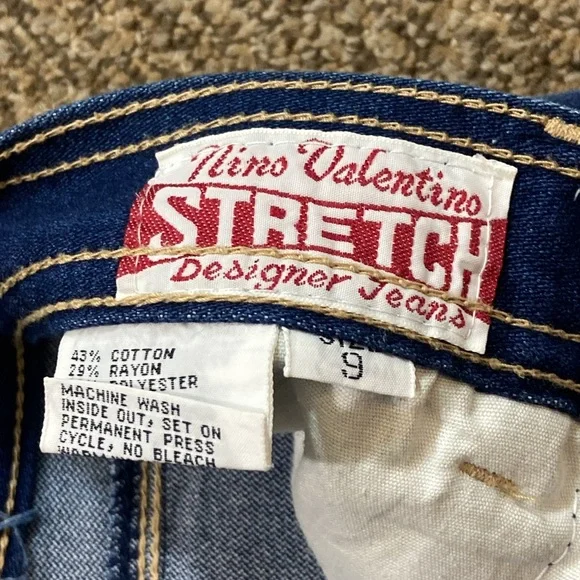 Nino Valentino
STRETCH
Designer Jeans
43% COTTON
29% RAYON
POLYESTER
MACHINE WASH
INSIDE OUT, SET ON
PERMANENT PRESS
CYCLE, NO BLEACH
SIZE
9